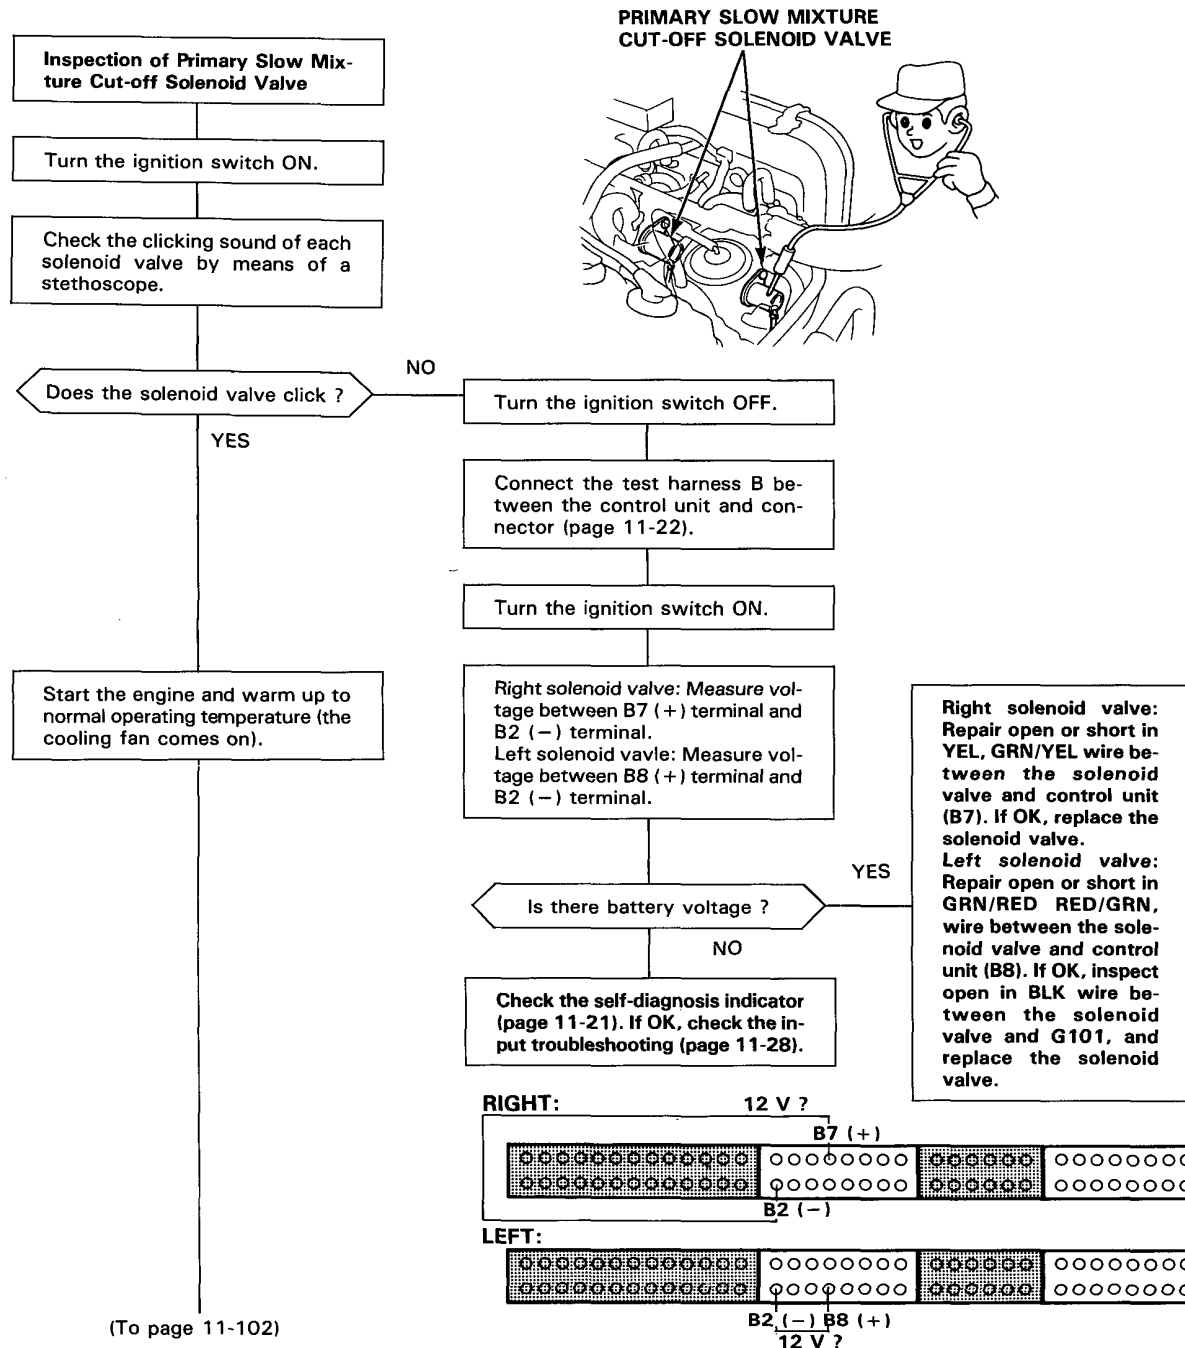 PRIMARY SLOW MIXTURE
CUT-OFF SOLENOID VALVE
Inspection of Primary Slow Mix-
ture Cut-off Solenoid Valve
Turn the ignition switch ON.
Check the clicking sound of each
solenoid valve by means of a
stethoscope.
Does the solenoid valve click ?
NO
YES
Turn the ignition switch OFF.
Connect the test harness B be-
tween the control unit and con-
nector (page 11-22).
Turn the ignition switch ON.
Start the engine and warm up to
normal operating temperature (the
cooling fan comes on).
Right solenoid valve: Measure vol-
tage between B7 (+) terminal and
B2 (−) terminal.
Left solenoid vavle: Measure vol-
tage between B8 (+) terminal and
B2 (−) terminal.
Is there battery voltage ?
YES
NO
Right solenoid valve:
Repair open or short in
YEL, GRN/YEL wire be-
tween the solenoid
valve and control unit
(B7). If OK, replace the
solenoid valve.
Left solenoid valve:
Repair open or short in
GRN/RED RED/GRN,
wire between the sole-
noid valve and control
unit (B8). If OK, inspect
open in BLK wire be-
tween the solenoid
valve and G101, and
replace the solenoid
valve.
Check the self-diagnosis indicator
(page 11-21). If OK, check the in-
put troubleshooting (page 11-28).
RIGHT: 12 V ?
B7 (+)
B2 (−)
LEFT:
B2 (−) B8 (+)
12 V ?
(To page 11-102)